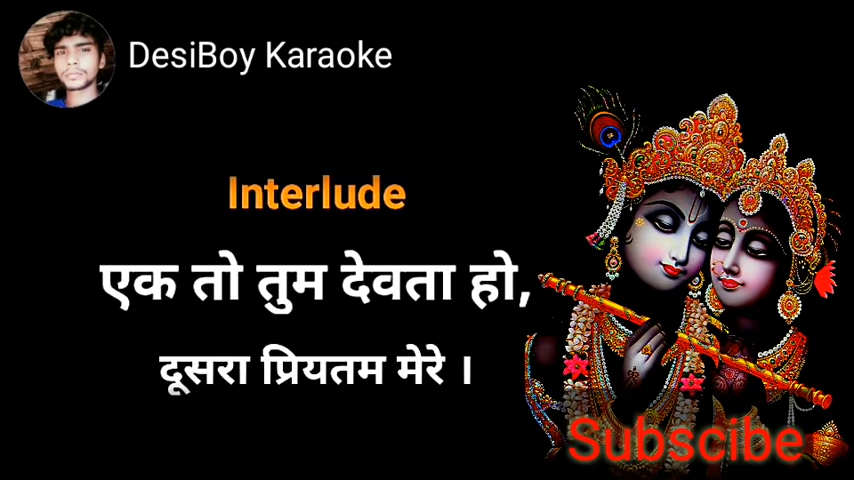 DesiBoy Karaoke
Interlude
एक तो तुम देवता हो,
दूसरा प्रियतम मेरे ।
Subscibe